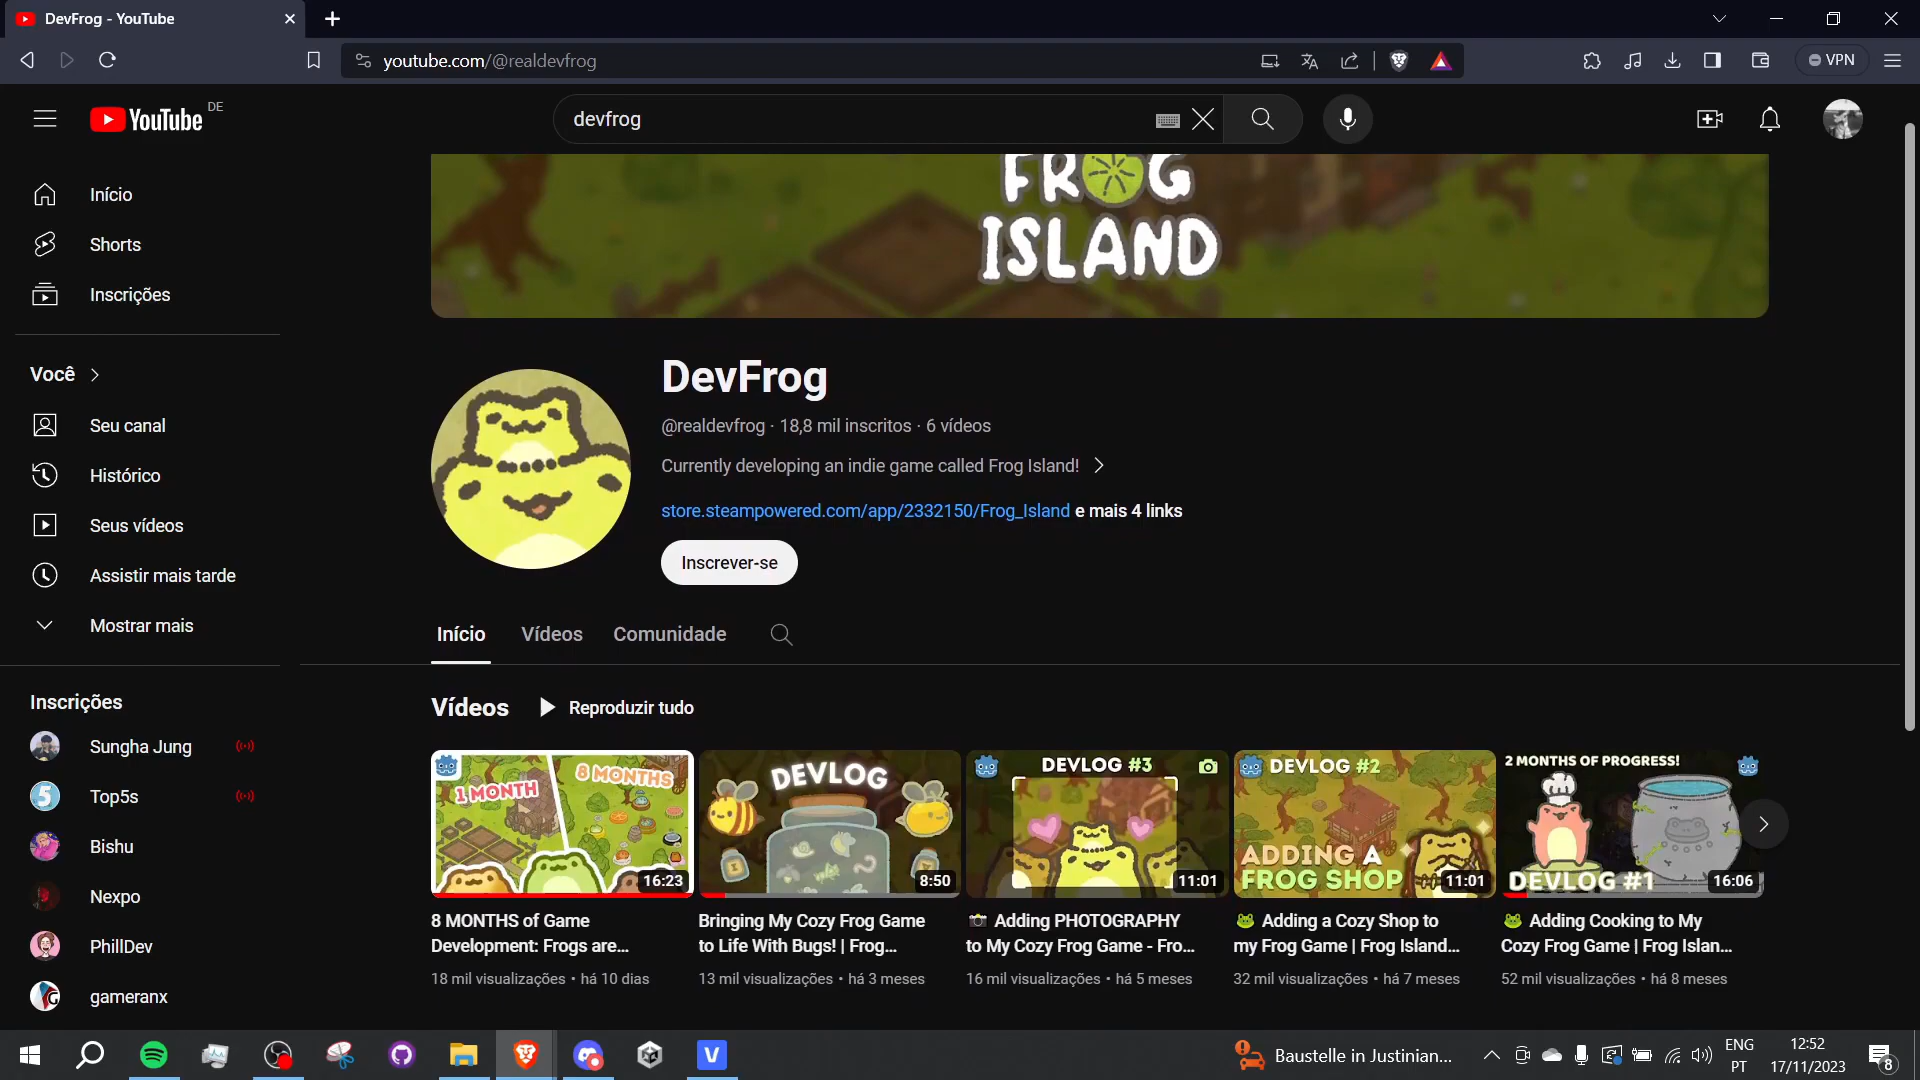 DevFrog - YouTube
youtube.com/@realdevfrog
VPN
YouTube DE
devfrog
FROG
ISLAND
Início
Shorts
Inscrições
Você
Seu canal
Histórico
Seus vídeos
Assistir mais tarde
Mostrar mais
Inscrições
Sungha Jung
Top5s
Bishu
Nexpo
PhillDev
gameranx
DevFrog
@realdevfrog · 18,8 mil inscritos · 6 vídeos
Currently developing an indie game called Frog Island!
store.steampowered.com/app/2332150/Frog_Island e mais 4 links
Inscrever-se
Início Vídeos Comunidade
Vídeos Reproduzir tudo
1 MONTH
8 MONTHS
16:23
8 MONTHS of Game
Development: Frogs are...
18 mil visualizações • há 10 dias
DEVLOG
8:50
Bringing My Cozy Frog Game
to Life With Bugs! | Frog...
13 mil visualizações • há 3 meses
DEVLOG #3
11:01
📸 Adding PHOTOGRAPHY
to My Cozy Frog Game - Fro...
16 mil visualizações • há 5 meses
DEVLOG #2
ADDING A
FROG SHOP
11:01
🐸 Adding a Cozy Shop to
my Frog Game | Frog Island...
32 mil visualizações • há 7 meses
2 MONTHS OF PROGRESS!
DEVLOG #1
16:06
🐸 Adding Cooking to My
Cozy Frog Game | Frog Islan...
52 mil visualizações • há 8 meses
Baustelle in Justinian...
ENG
PT
12:52
17/11/2023
8